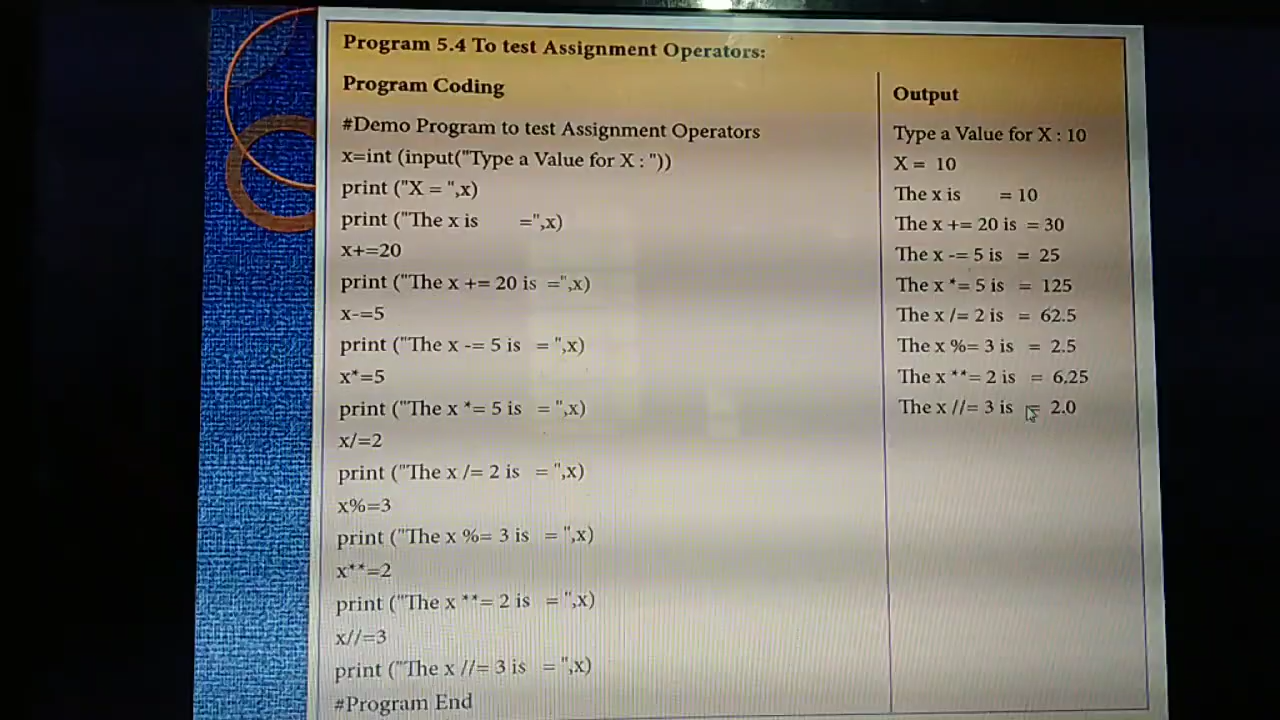 Program 5.4 To test Assignment Operators:
Program Coding
#Demo Program to test Assignment Operators
x=int (input("Type a Value for X : "))
print ("X = ",x)
print ("The x is =",x)
x+=20
print ("The x += 20 is =",x)
x-=5
print ("The x -= 5 is = ",x)
x*=5
print ("The x *= 5 is = ",x)
x/=2
print ("The x /= 2 is = ",x)
x%=3
print ("The x %= 3 is = ",x)
x**=2
print ("The x **= 2 is = ",x)
x//=3
print ("The x //= 3 is = ",x)
#Program End
Output
Type a Value for X : 10
X = 10
The x is = 10
The x += 20 is = 30
The x -= 5 is = 25
The x *= 5 is = 125
The x /= 2 is = 62.5
The x %= 3 is = 2.5
The x **= 2 is = 6.25
The x //= 3 is = 2.0